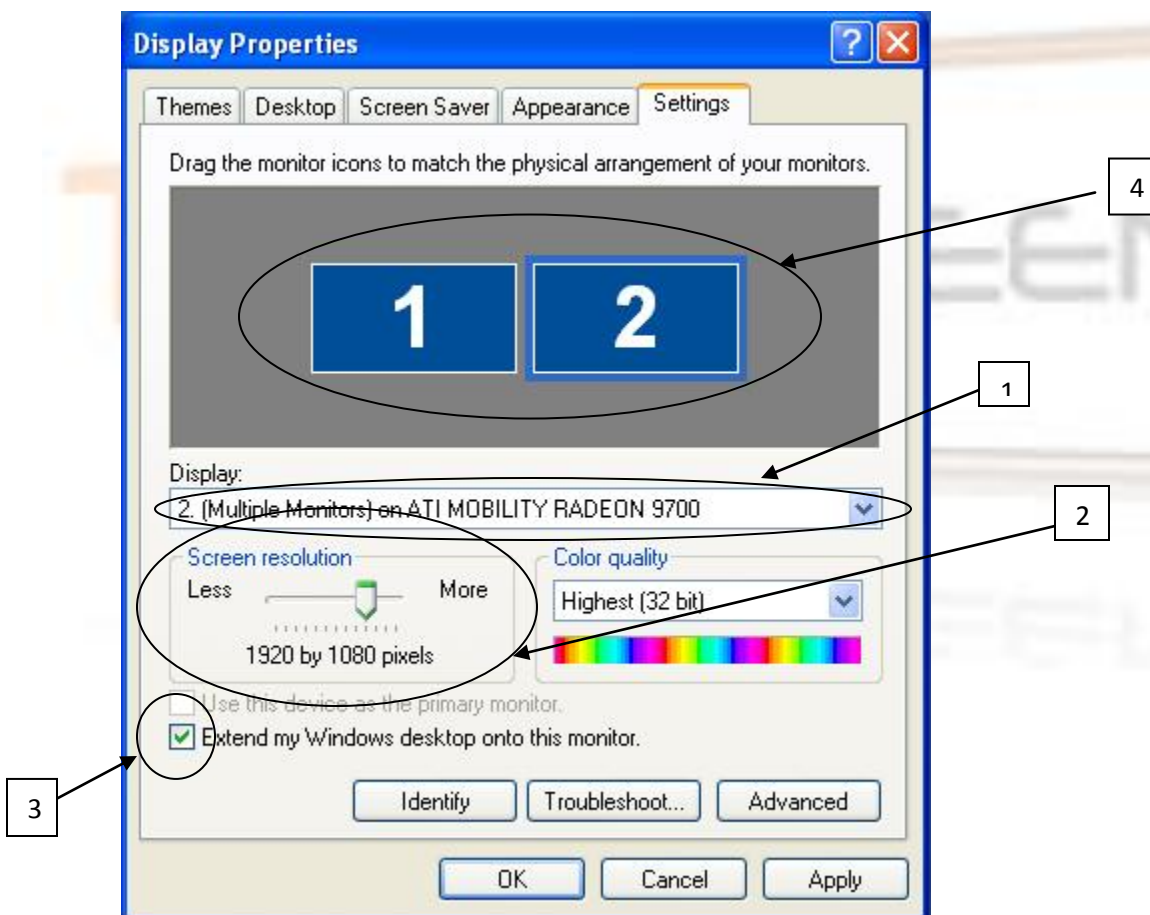 Display Properties
Themes Desktop Screen Saver Appearance Settings
Drag the monitor icons to match the physical arrangement of your monitors.
4
1 2
1
Display:
2. (Multiple Monitors) on ATI MOBILITY RADEON 9700
2
Screen resolution
Less More
1920 by 1080 pixels
Color quality
Highest (32 bit)
Use this device as the primary monitor.
Extend my Windows desktop onto this monitor.
3
Identify Troubleshoot... Advanced
OK Cancel Apply